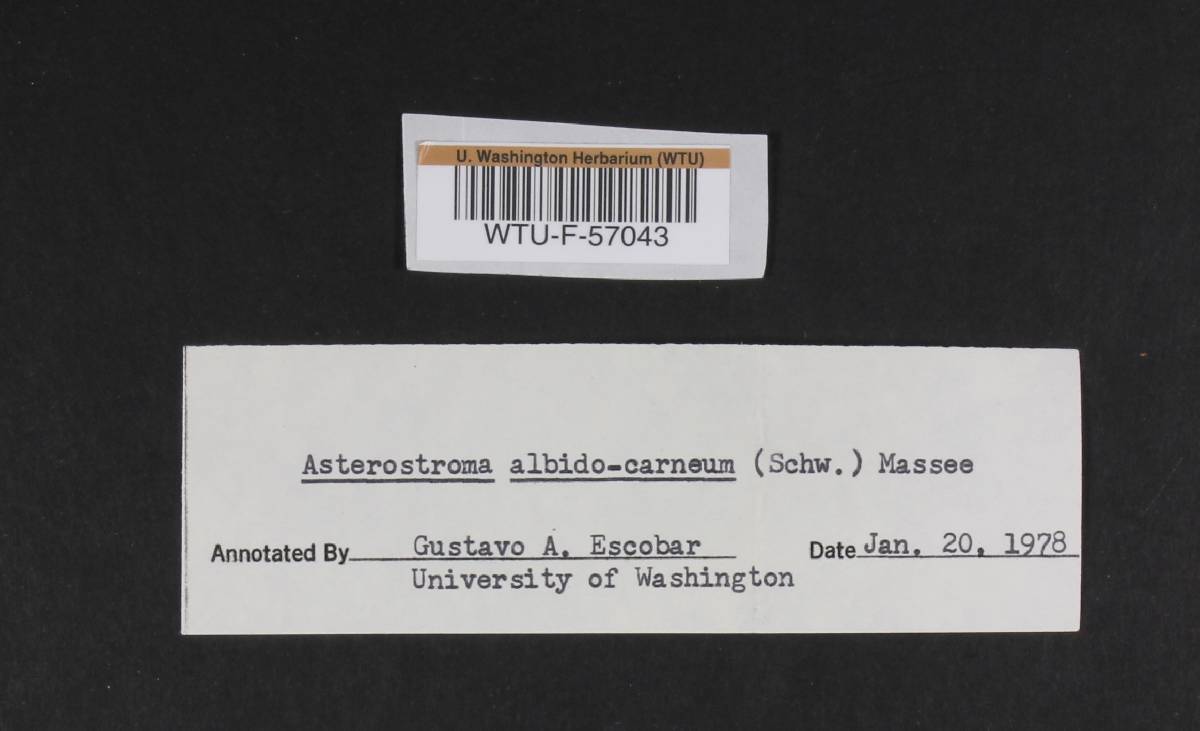 U. Washington Herbarium (WTU)
WTU-F-57043
Asterostroma albido-carneum (Schw.) Massee
Annotated By Gustavo A. Escobar Date Jan. 20, 1978
University of Washington